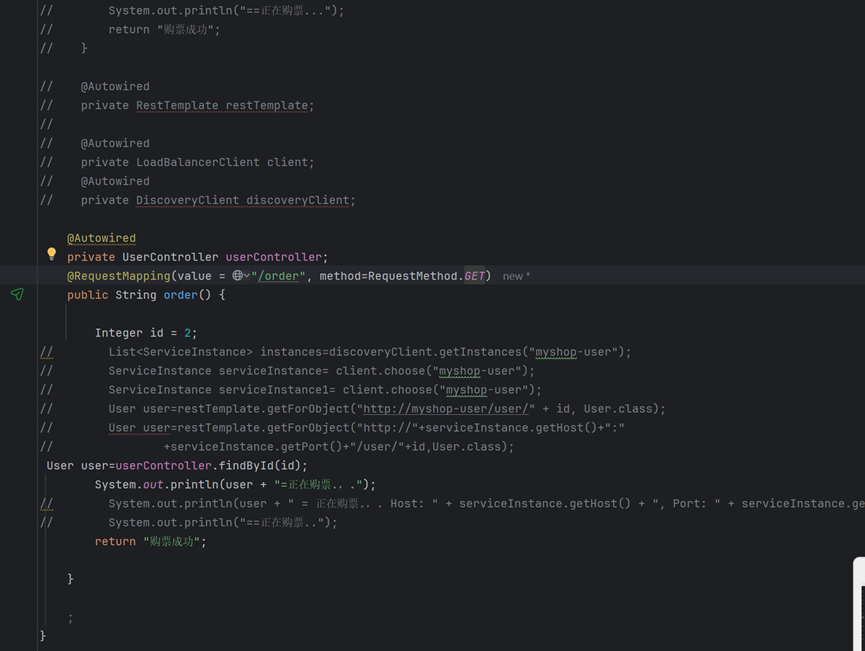 //        System.out.println("==正在购票...");
//        return "购票成功";
//    }
//    @Autowired
//    private RestTemplate restTemplate;
//
//    @Autowired
//    private LoadBalancerClient client;
//    @Autowired
//    private DiscoveryClient discoveryClient;
@Autowired
private UserController userController;
@RequestMapping(value = "/order", method=RequestMethod.GET) new *
public String order() {
Integer id = 2;
//        List<ServiceInstance> instances=discoveryClient.getInstances("myshop-user");
//        ServiceInstance serviceInstance= client.choose("myshop-user");
//        ServiceInstance serviceInstance1= client.choose("myshop-user");
//        User user=restTemplate.getForObject("http://myshop-user/user/" + id, User.class);
//        User user=restTemplate.getForObject("http://"+serviceInstance.getHost()+":"
//                +serviceInstance.getPort()+"/user/"+id,User.class);
User user=userController.findById(id);
System.out.println(user + "=正在购票.. .");
//        System.out.println(user + " = 正在购票.. . Host: " + serviceInstance.getHost() + ", Port: " + serviceInstance.ge
//        System.out.println("==正在购票..");
return "购票成功";
}
;
}